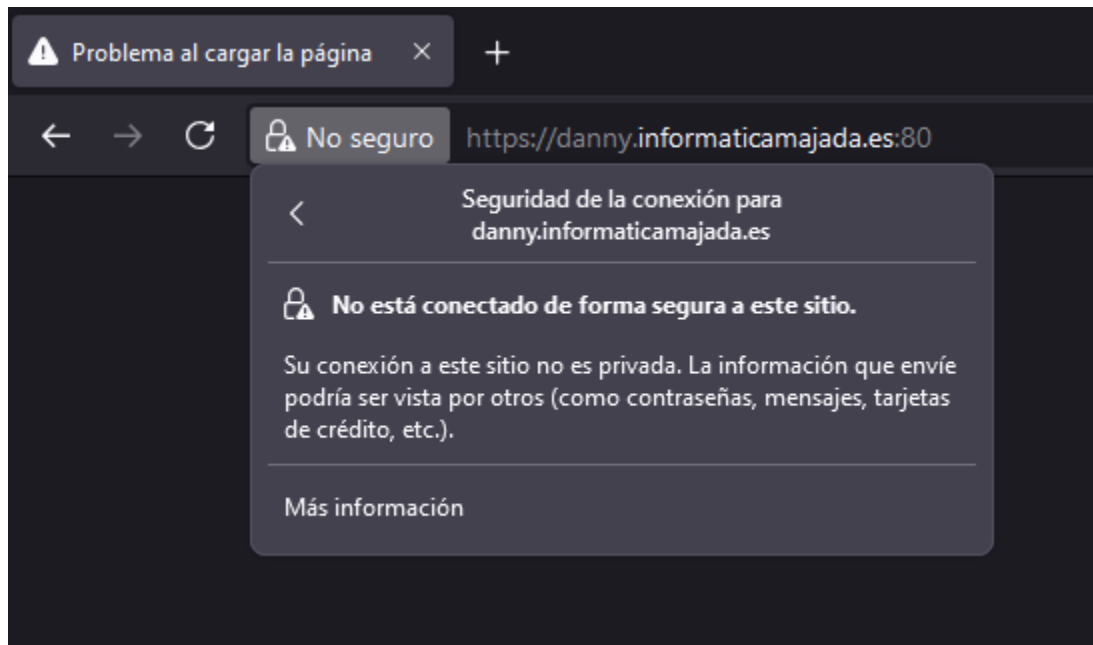 Problema al cargar la página
No seguro https://danny.informaticamajada.es:80
Seguridad de la conexión para
danny.informaticamajada.es
No está conectado de forma segura a este sitio.
Su conexión a este sitio no es privada. La información que envíe
podría ser vista por otros (como contraseñas, mensajes, tarjetas
de crédito, etc.).
Más información